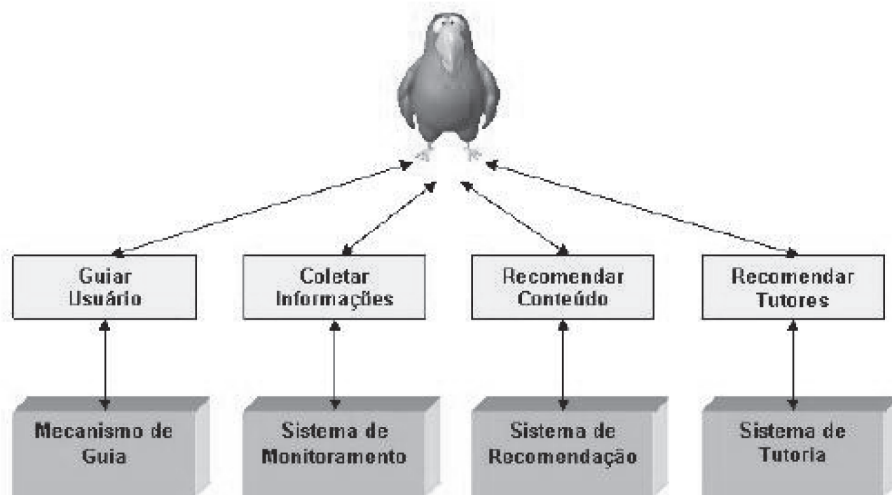 Guiar
Usuário
Coletar
Informações
Recomendar
Conteúdo
Recomendar
Tutores
Mecanismo de
Guia
Sistema de
Monitoramento
Sistema de
Recomendação
Sistema de
Tutoria